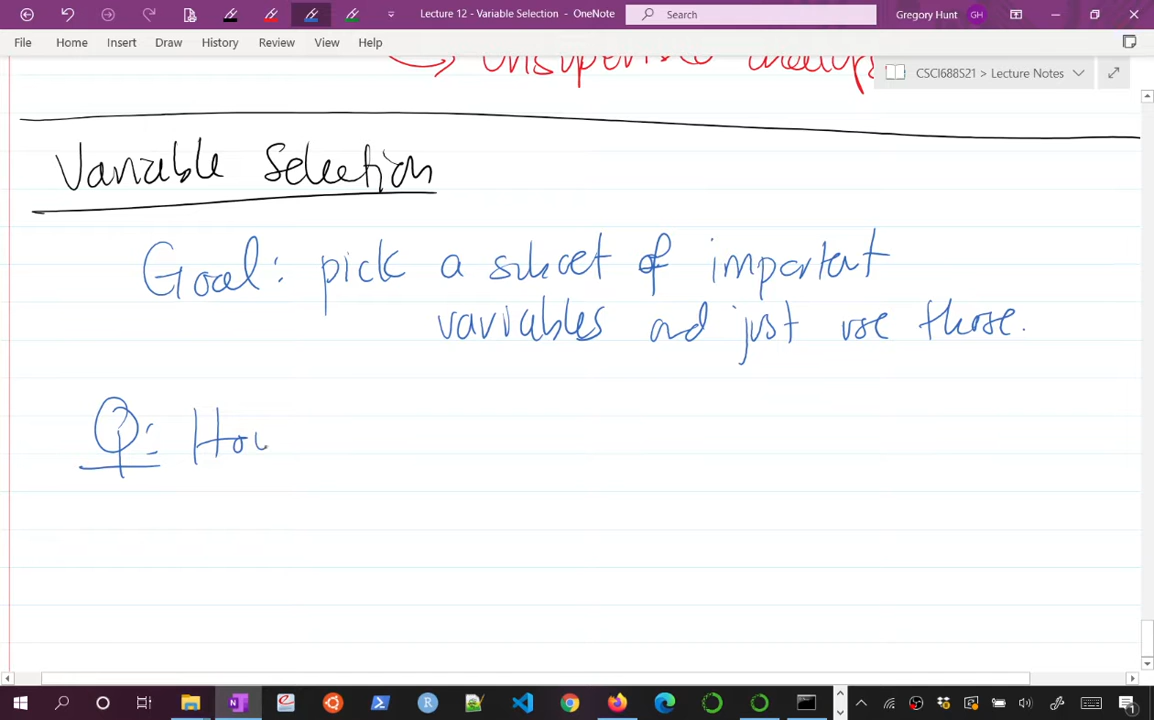 Lecture 12 - Variable Selection - OneNote
Search
Gregory Hunt
GH
File Home Insert Draw History Review View Help
CSCI688S21 > Lecture Notes
Variable Selection
Goal: pick a subset of important
variables and just use those.
Q: How